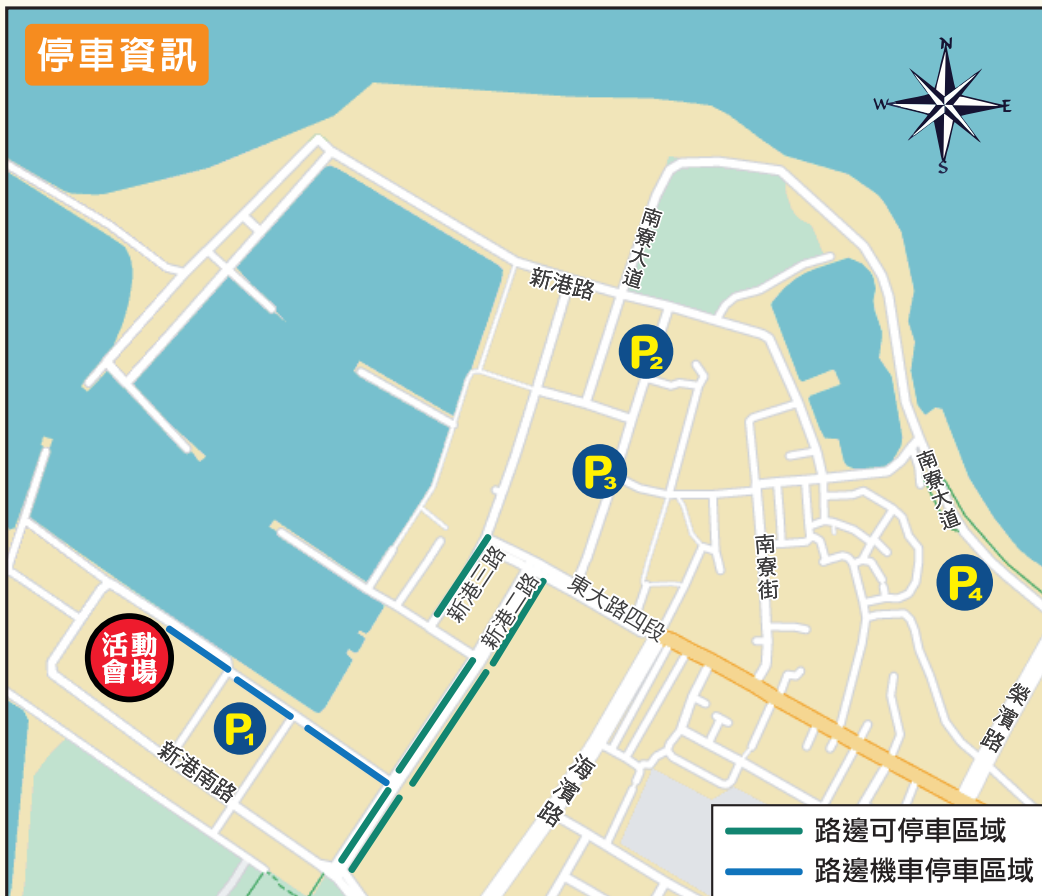 停車資訊
N
W
E
S
南寮大道
新港路
P2
P3
南寮大道
南寮街
P4
新港三路
新港二路
東大路四段
活動
會場
P1
榮濱路
新港南路
海濱路
路邊可停車區域
路邊機車停車區域